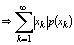 ⇒ ∑_{k=1}^{∞} |x_k| p(x_k)